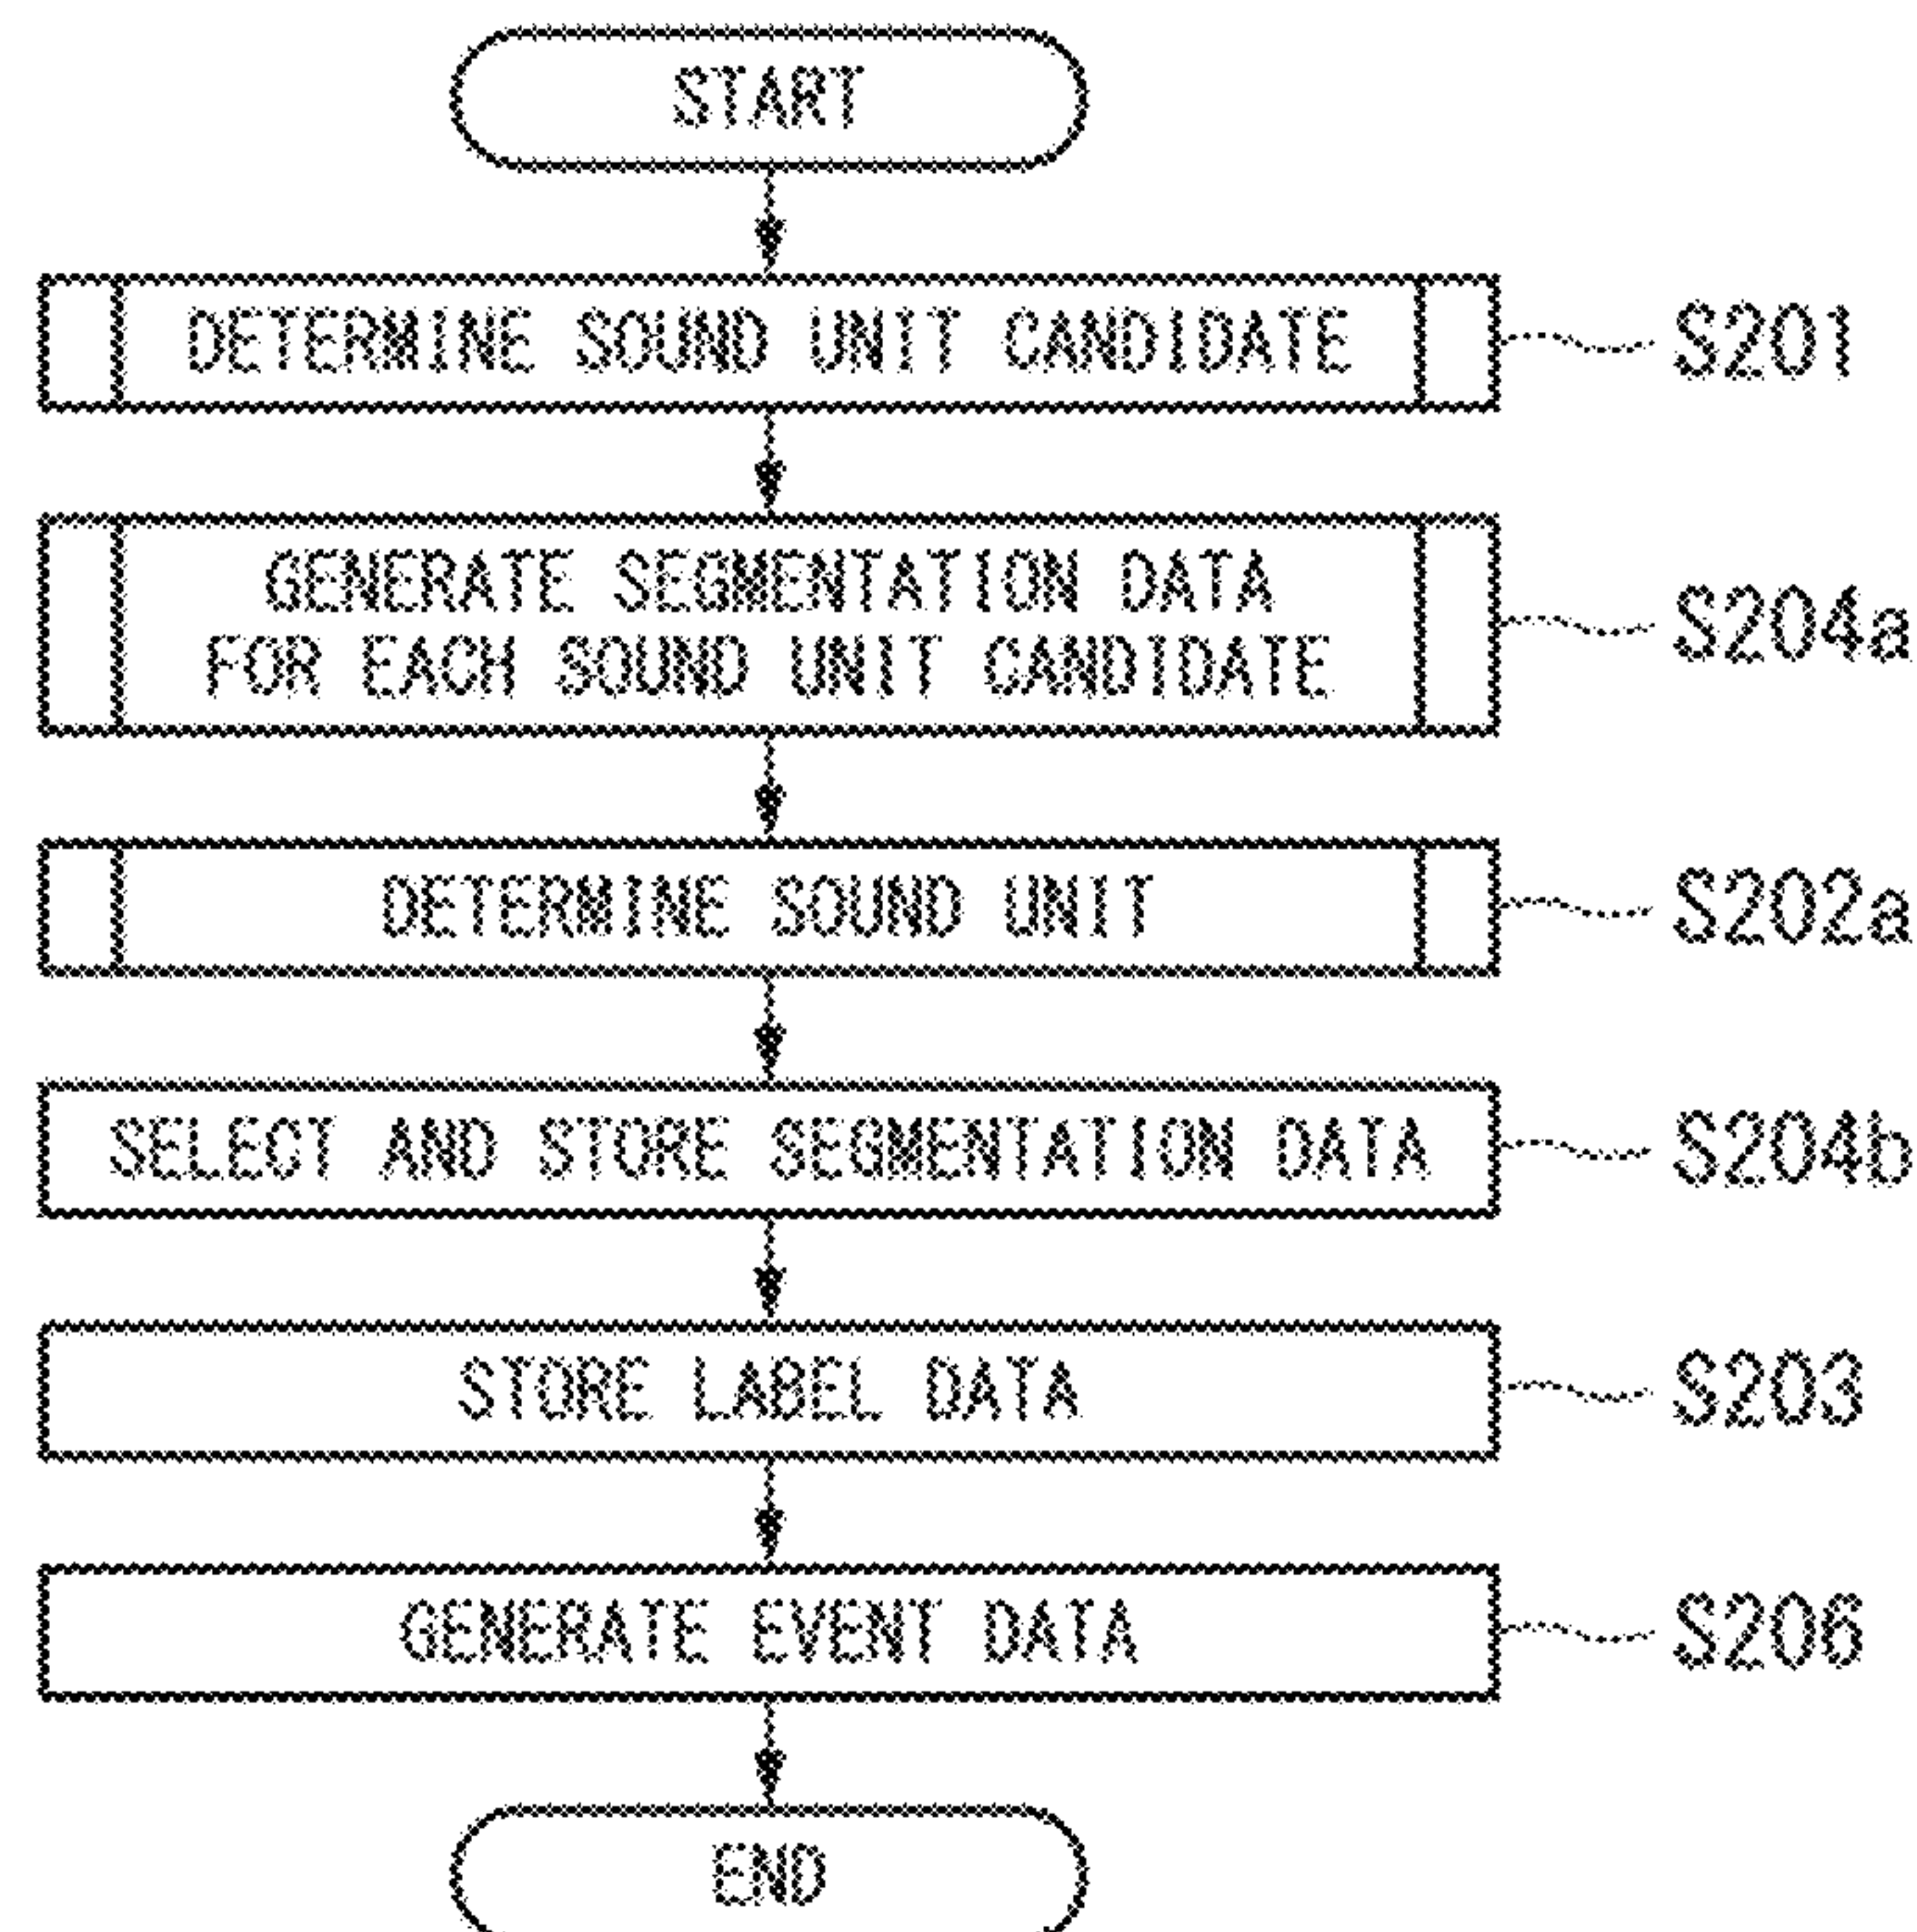 START
DETERMINE SOUND UNIT CANDIDATE
S201
GENERATE SEGMENTATION DATA
FOR EACH SOUND UNIT CANDIDATE
S204a
DETERMINE SOUND UNIT
S202a
SELECT AND STORE SEGMENTATION DATA
S204b
STORE LABEL DATA
S203
GENERATE EVENT DATA
S206
END